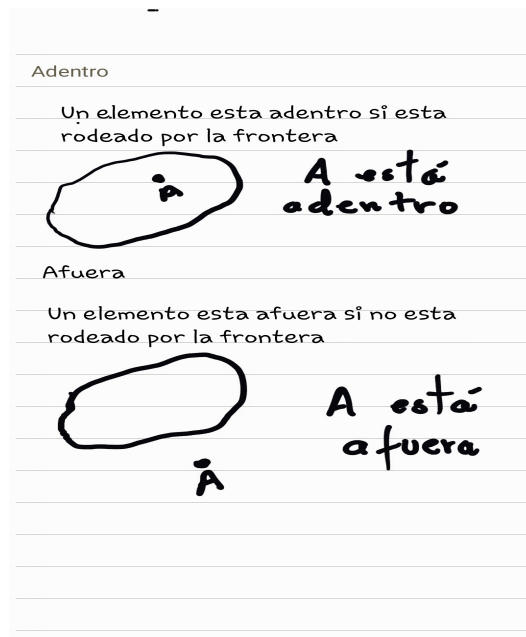 Adentro
Un elemento esta adentro si esta
rodeado por la frontera
A
A está
adentro
Afuera
Un elemento esta afuera si no esta
rodeado por la frontera
A está
afuera
A